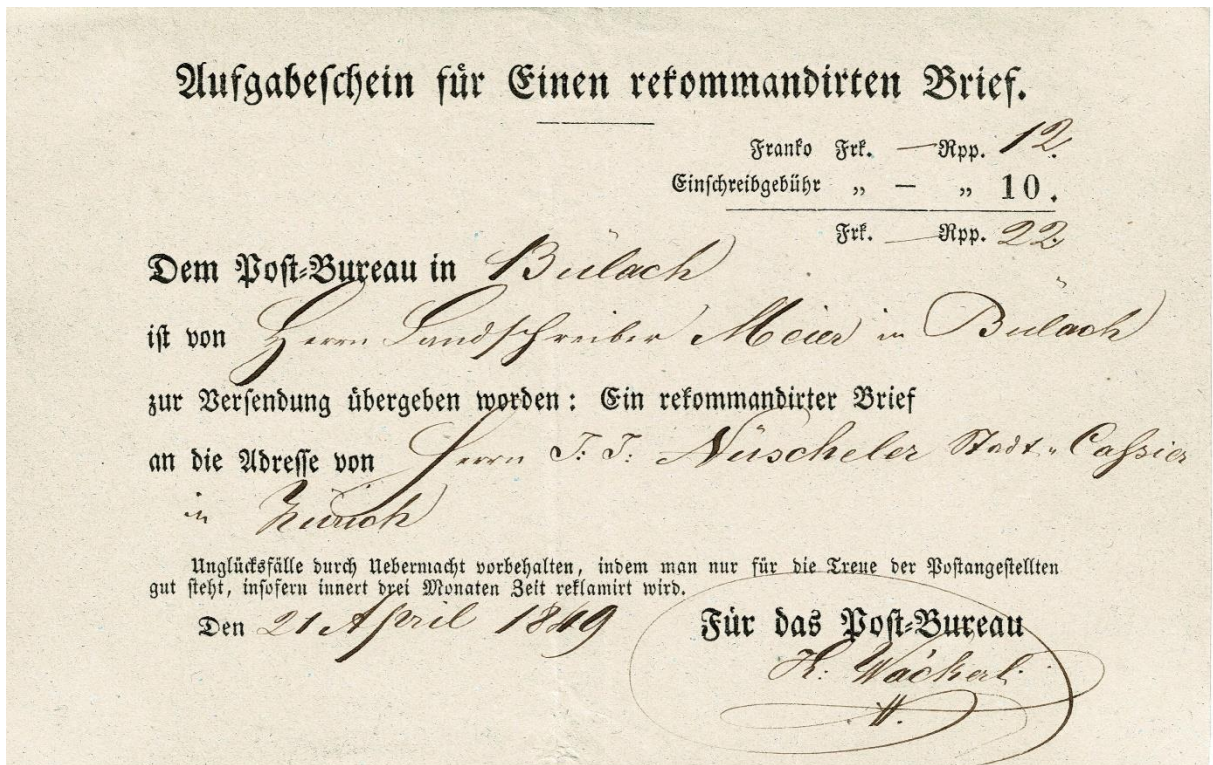 Aufgabeschein für Einen rekommandirten Brief.
Franko Frk. — Rpp. 12.
Einschreibgebühr „ — „ 10.
Frk. — Rpp. 22.
Dem Post-Bureau in Bülach
ist von Herrn Landschreiber Meier in Bülach
zur Versendung übergeben worden: Ein rekommandirter Brief
an die Adresse von Herrn J. J. Nüscheler Stadt-Cassier
in Zürich
Unglücksfälle durch Uebermacht vorbehalten, indem man nur für die Treue der Postangestellten
gut steht, insofern innert drei Monaten Zeit reklamirt wird.
Den 21 April 1849
Für das Post-Bureau